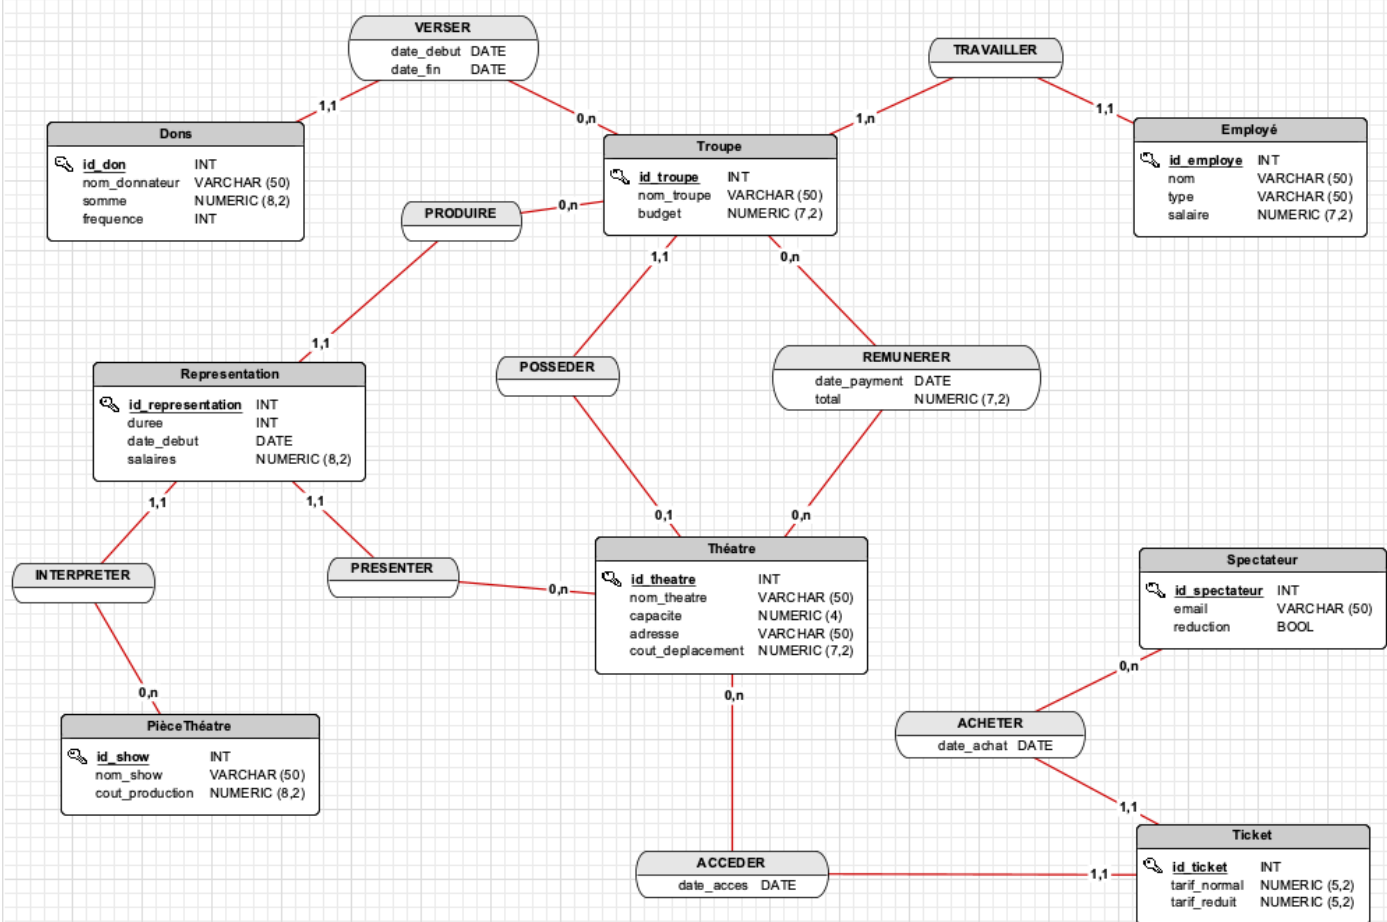 VERSER
date_debut DATE
date_fin DATE
TRAVAILLER
1,1
0,n
1,n
1,1
Dons
id_don INT
nom_donnateur VARCHAR (50)
somme NUMERIC (8,2)
frequence INT
Troupe
id_troupe INT
nom_troupe VARCHAR (50)
budget NUMERIC (7,2)
Employé
id_employe INT
nom VARCHAR (50)
type VARCHAR (50)
salaire NUMERIC (7,2)
PRODUIRE
0,n
1,1
1,1
0,n
Representation
id_representation INT
duree INT
date_debut DATE
salaires NUMERIC (8,2)
POSSEDER
REMUNERER
date_payment DATE
total NUMERIC (7,2)
1,1
1,1
0,1
0,n
INTERPRETER
PRESENTER
0,n
Théatre
id_theatre INT
nom_theatre VARCHAR (50)
capacite NUMERIC (4)
adresse VARCHAR (50)
cout_deplacement NUMERIC (7,2)
Spectateur
id_spectateur INT
email VARCHAR (50)
reduction BOOL
0,n
0,n
0,n
PièceThéatre
id_show INT
nom_show VARCHAR (50)
cout_production NUMERIC (8,2)
ACHETER
date_achat DATE
1,1
ACCEDER
date_acces DATE
1,1
Ticket
id_ticket INT
tarif_normal NUMERIC (5,2)
tarif_reduit NUMERIC (5,2)